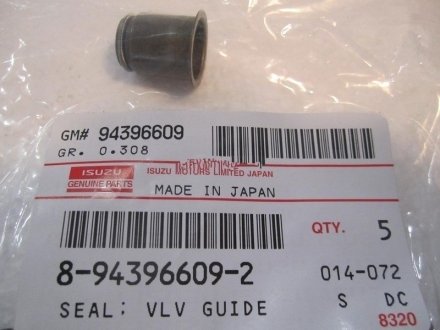 GM# 94396609
GR. 0.308
ISUZU
GENUINE PARTS
ISUZU MOTORS LIMITED JAPAN
MADE IN JAPAN
QTY. 5
8-94396609-2
014-072
SEAL: VLV GUIDE
S DC
8320